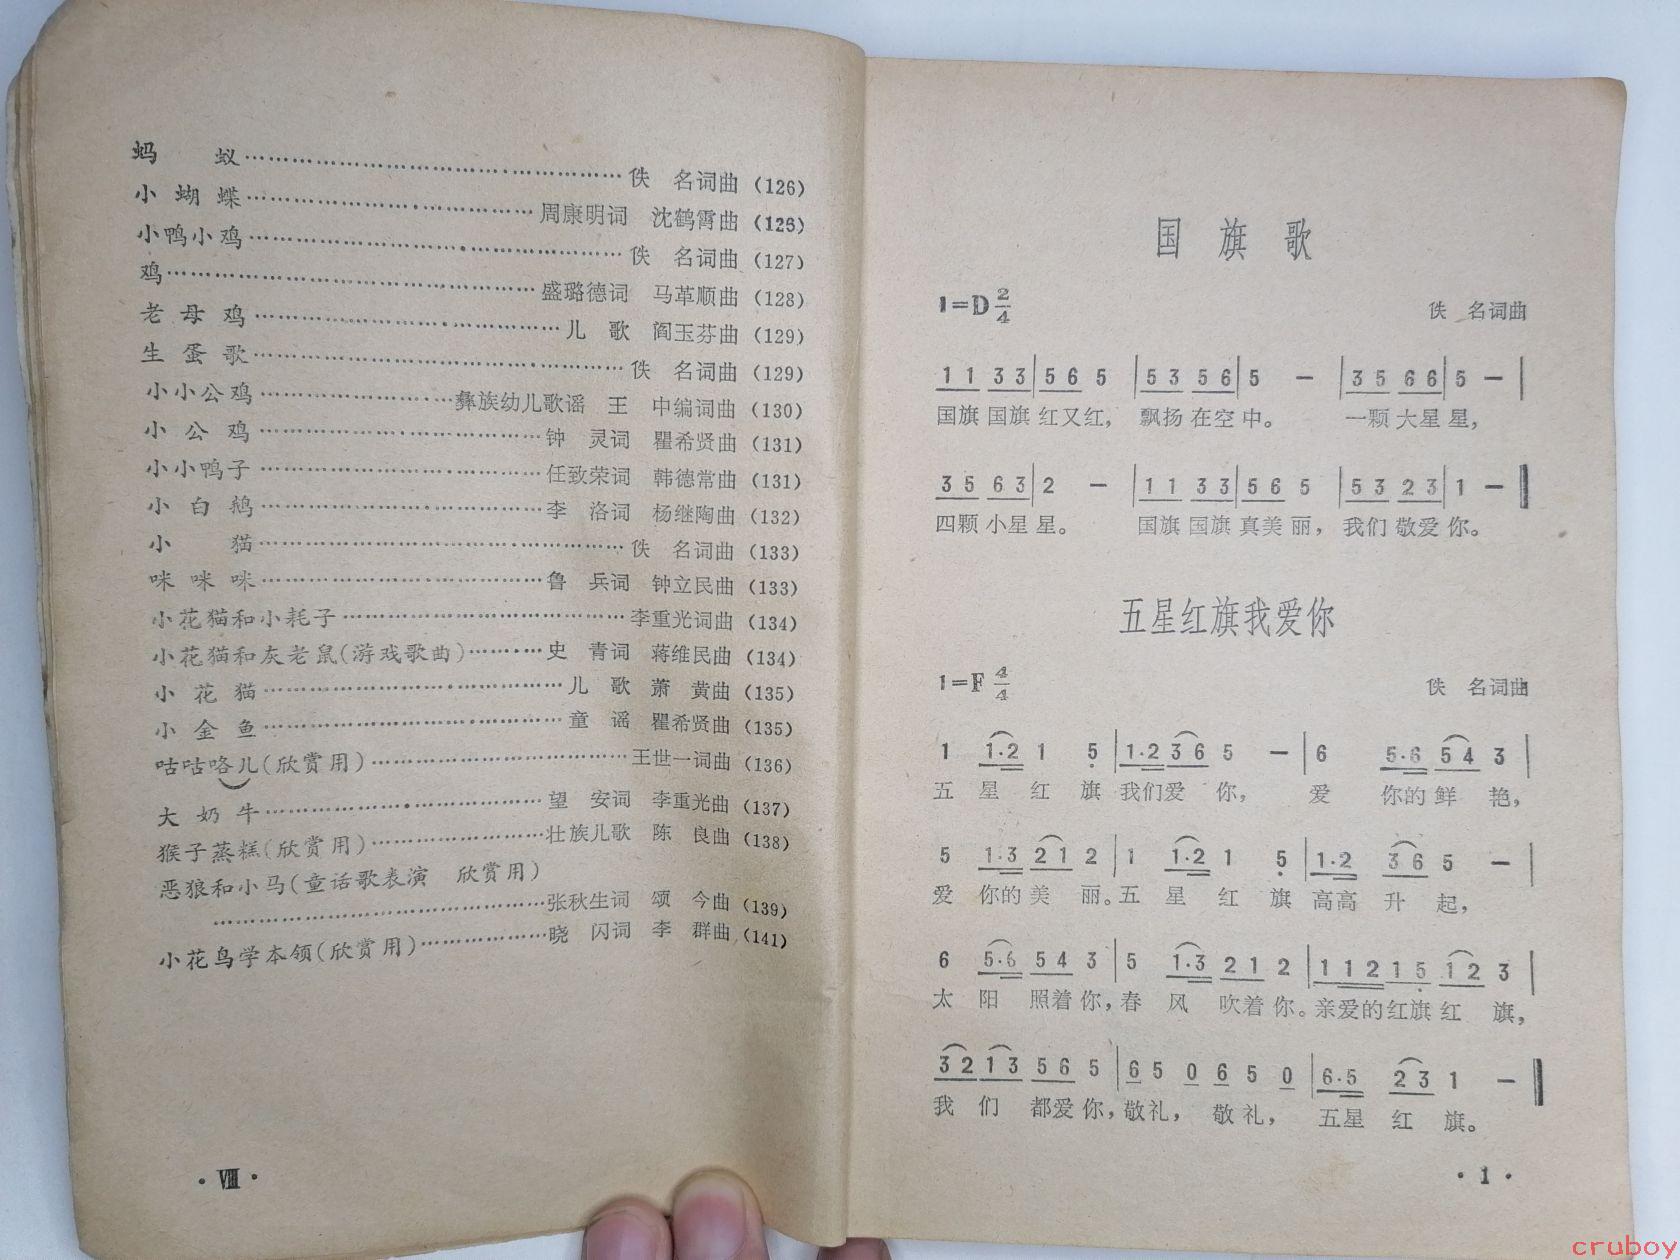 蚂　　蚁…………佚　名词曲(126)
小 蝴 蝶…………周康明词　沈鹤霄曲(126)
小鸭小鸡…………佚　名词曲(127)
鸡…………盛璐德词　马革顺曲(128)
老 母 鸡…………儿　歌　阎玉芬曲(129)
生 蛋 歌…………佚　名词曲(129)
小小公鸡…………彝族幼儿歌谣　王　中编词曲(130)
小 公 鸡…………钟　灵词　瞿希贤曲(131)
小小鸭子…………任致荣词　韩德常曲(131)
小 白 鹅…………李　洛词　杨继陶曲(132)
小　　猫…………佚　名词曲(133)
咪 咪 咪…………鲁　兵词　钟立民曲(133)
小花猫和小耗子…………李重光词曲(134)
小花猫和灰老鼠(游戏歌曲)…………史　青词　蒋维民曲(134)
小 花 猫…………儿　歌　萧　黄曲(135)
小 金 鱼…………童　谣　瞿希贤曲(135)
咕咕咯儿(欣赏用)…………王世一词曲(136)
大 奶 牛…………望　安词　李重光曲(137)
猴子蒸糕(欣赏用)…………壮族儿歌　陈　良曲(138)
恶狼和小马(童话歌表演　欣赏用)
…………张秋生词　颂　今曲(139)
小花鸟学本领(欣赏用)…………晓　闪词　李　群曲(141)
·Ⅷ·
国 旗 歌
1=D 2/4　佚　名词曲
1 1 3 3 | 5 6 5 | 5 3 5 6 | 5 — | 3 5 6 6 | 5 — |
国旗 国旗 红又红， 飘扬 在空 中。 一颗 大星 星，
3 5 6 3 | 2 — | 1 1 3 3 | 5 6 5 | 5 3 2 3 | 1 — ‖
四颗 小星 星。 国旗 国旗 真美 丽， 我们 敬爱 你。
五星红旗我爱你
1=F 4/4　佚　名词曲
1 1·2 1 5 | 1·2 3 6 5 — | 6 5·6 5 4 3 |
五 星 红 旗 我们爱 你， 爱 你的 鲜 艳，
5 1·3 2 1 2 | 1 1·2 1 5 | 1·2 3 6 5 — |
爱 你的 美 丽。五 星 红 旗 高高 升 起，
6 5·6 5 4 3 | 5 1·3 2 1 2 | 1 1 2 1 5 1 2 3 |
太 阳 照着 你，春 风 吹着 你。亲爱的 红旗 红 旗，
3 2 1 3 5 6 5 | 6 5 0 6 5 0 | 6·5 2 3 1 — ‖
我 们 都爱 你，敬礼， 敬 礼， 五星 红 旗。
·1·
cruboy